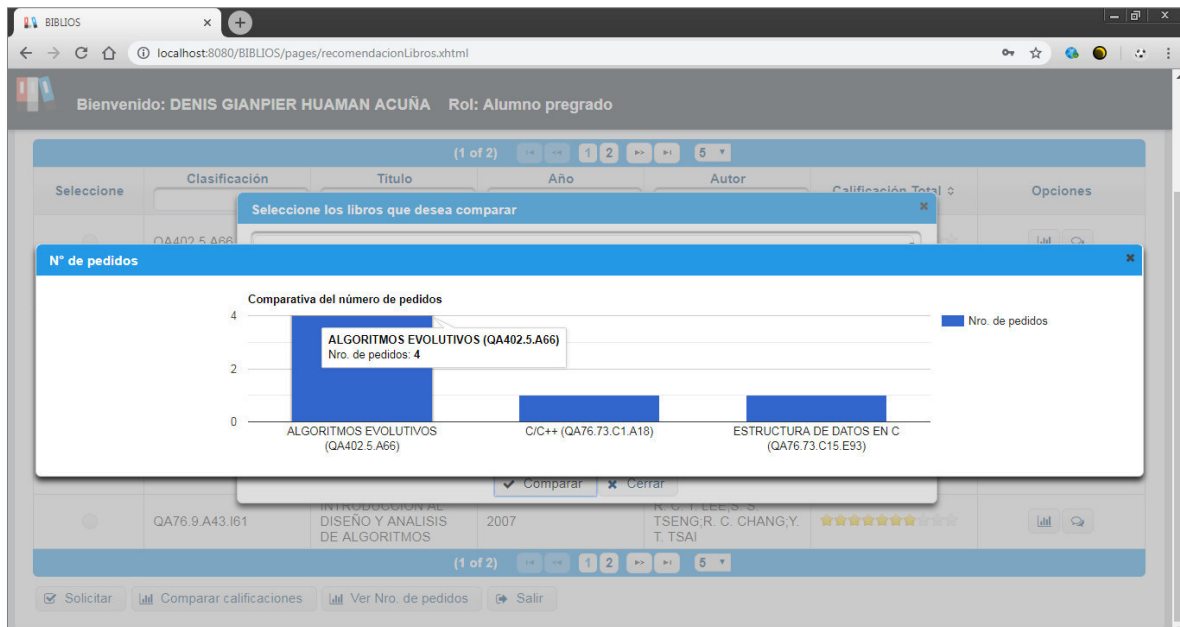 BIBLIOS
localhost:8080/BIBLIOS/pages/recomendacionLibros.xhtml
Bienvenido: DENIS GIANPIER HUAMAN ACUÑA Rol: Alumno pregrado
(1 of 2) 1 2 5
Seleccione Clasificación Título Año Autor Calificación Total Opciones
Seleccione los libros que desea comparar
QA402.5.A66
N° de pedidos
Comparativa del número de pedidos
4
Nro. de pedidos
ALGORITMOS EVOLUTIVOS (QA402.5.A66)
Nro. de pedidos: 4
2
0
ALGORITMOS EVOLUTIVOS
(QA402.5.A66)
C/C++ (QA76.73.C1.A18)
ESTRUCTURA DE DATOS EN C
(QA76.73.C15.E93)
Comparar Cerrar
QA76.9.A43.I61
INTRODUCCION AL
DISEÑO Y ANALISIS
DE ALGORITMOS
2007
R. C. T. LEE;S. S.
TSENG;R. C. CHANG;Y.
T. TSAI
(1 of 2) 1 2 5
Solicitar Comparar calificaciones Ver Nro. de pedidos Salir